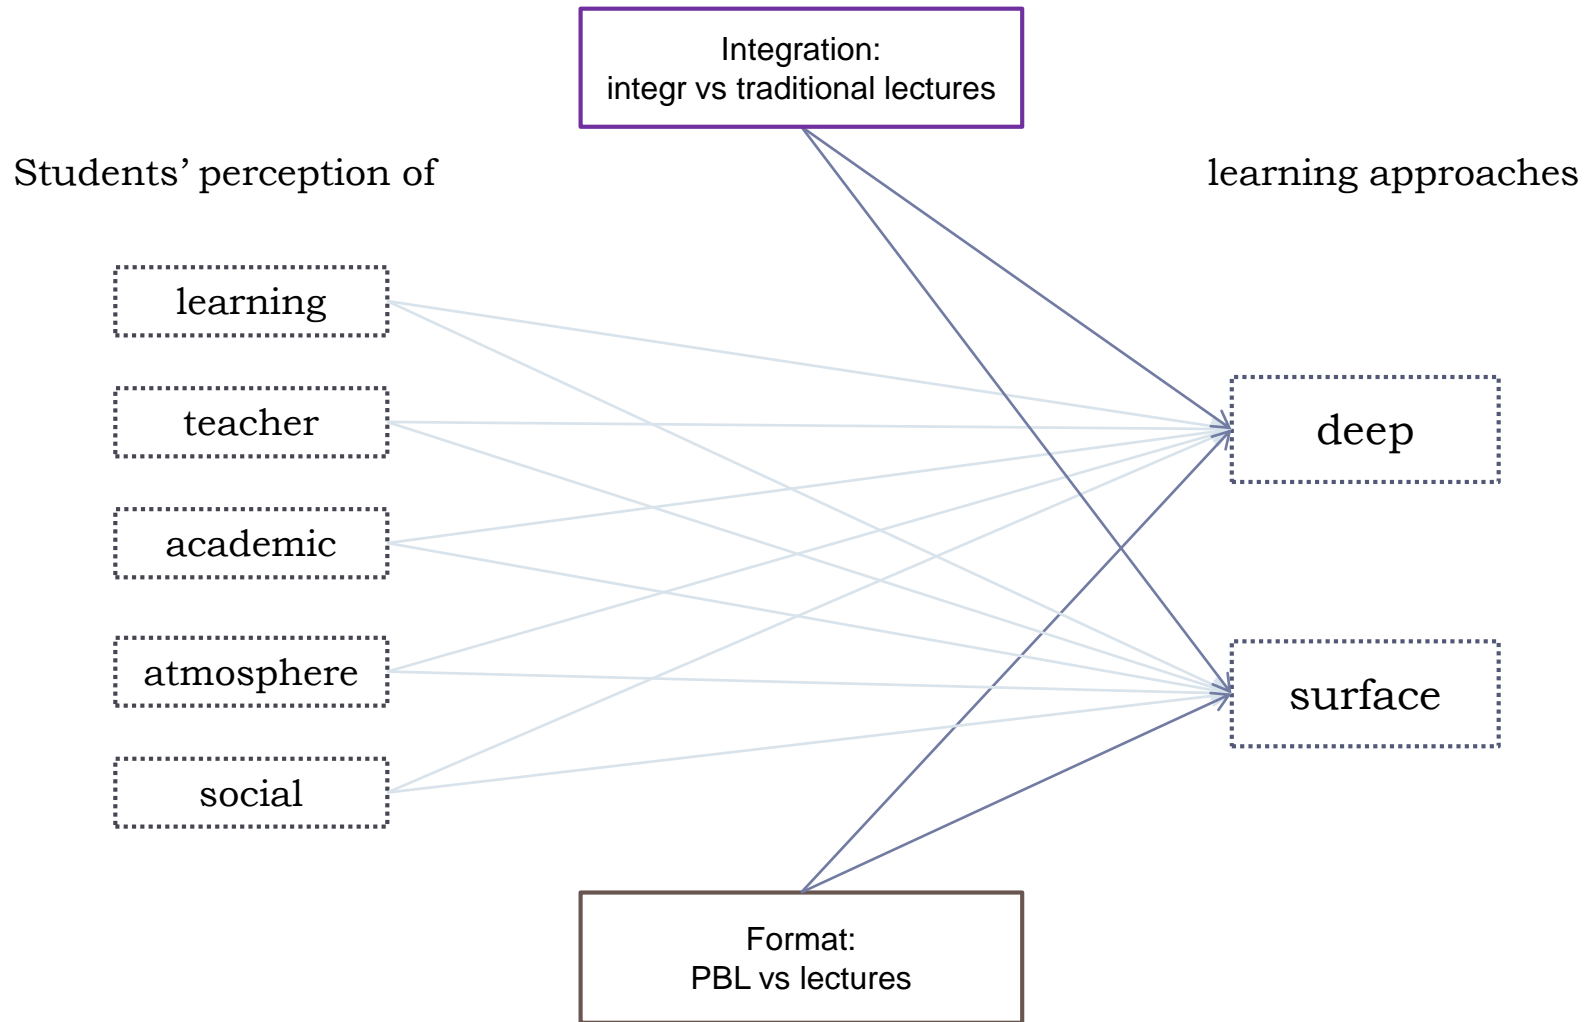 Integration:
integr vs traditional lectures
Students’ perception of
learning approaches
learning
teacher
academic
atmosphere
social
deep
surface
Format:
PBL vs lectures